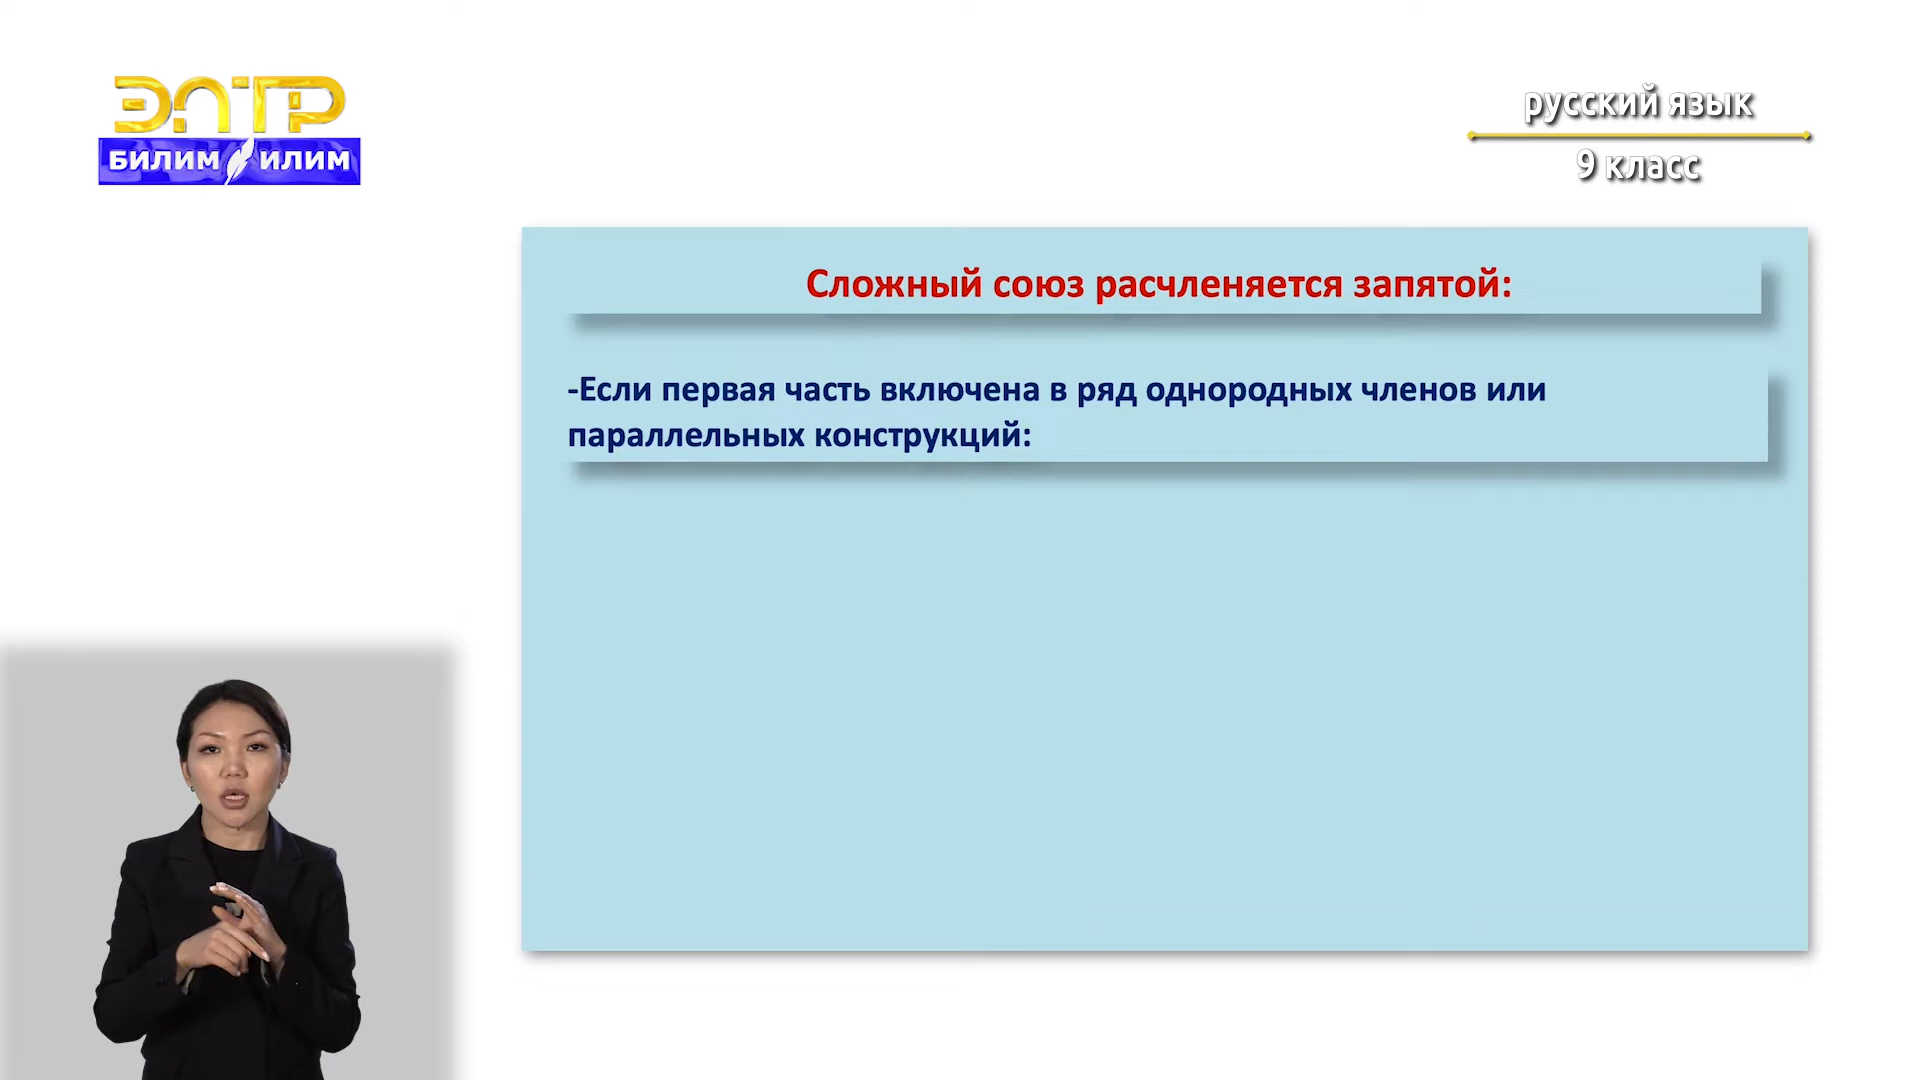 ЭЛТР
БИЛИМ ИЛИМ
русский язык
9 класс
Сложный союз расчленяется запятой:
-Если первая часть включена в ряд однородных членов или
параллельных конструкций: